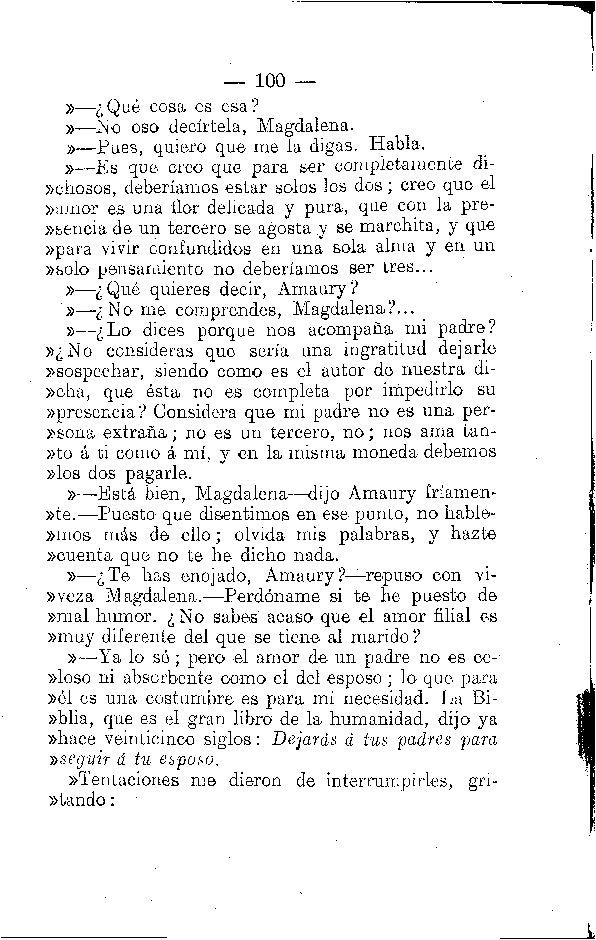 — 100 —
»—¿Qué cosa es esa?
»—No oso decírtela, Magdalena.
»—Pues, quiero que me la digas. Habla.
»—Es que creo que para ser completamente di-
»chosos, deberíamos estar solos los dos; creo que el
»amor es una flor delicada y pura, que con la pre-
»sencia de un tercero se agosta y se marchita, y que
»para vivir confundidos en una sola alma y en un
»solo pensamiento no deberíamos ser tres...
»—¿Qué quieres decir, Amaury?
»—¿No me comprendes, Magdalena?...
»—¿Lo dices porque nos acompaña mi padre?
»¿No consideras que sería una ingratitud dejarle
»sospechar, siendo como es el autor de nuestra di-
»cha, que ésta no es completa por impedirlo su
»presencia? Considera que mi padre no es una per-
»sona extraña; no es un tercero, no; nos ama tan-
»to á ti como á mí, y en la misma moneda debemos
»los dos pagarle.
»—Está bien, Magdalena—dijo Amaury fríamen-
»te.—Puesto que disentimos en ese punto, no hable-
»mos más de ello; olvida mis palabras, y hazte
»cuenta que no te he dicho nada.
»—¿Te has enojado, Amaury?—repuso con vi-
»veza Magdalena.—Perdóname si te he puesto de
»mal humor. ¿No sabes acaso que el amor filial es
»muy diferente del que se tiene al marido?
»—Ya lo sé; pero el amor de un padre no es ce-
»loso ni absorbente como el del esposo; lo que para
»él es una costumbre es para mí necesidad. La Bi-
»blia, que es el gran libro de la humanidad, dijo ya
»hace veinticinco siglos: Dejarás á tus padres para
»seguir á tu esposo.
»Tentaciones me dieron de interrumpirles, gri-
»tando: